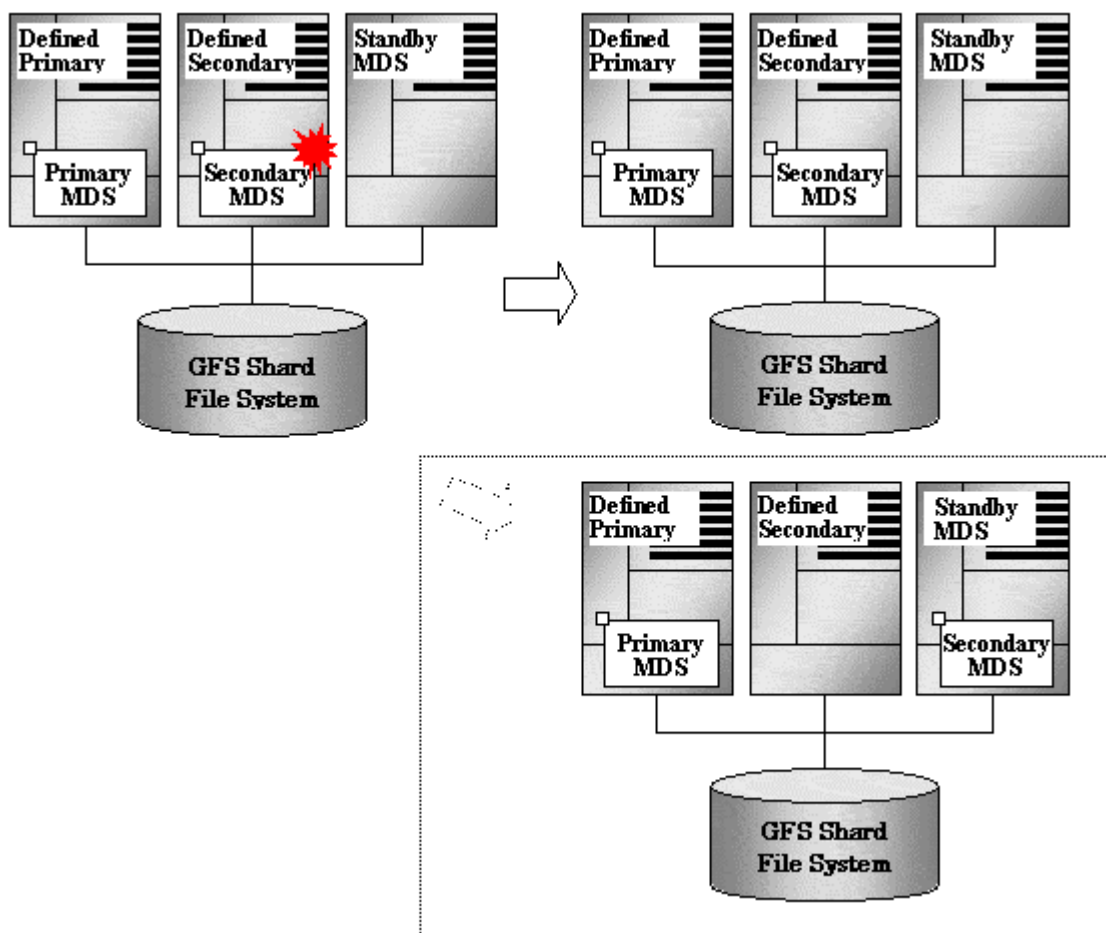 Defined
Primary
Defined
Secondary
Standby
MDS
Primary
MDS
Secondary
MDS
GFS Shard
File System
Defined
Primary
Defined
Secondary
Standby
MDS
Primary
MDS
Secondary
MDS
GFS Shard
File System
Defined
Primary
Defined
Secondary
Standby
MDS
Primary
MDS
Secondary
MDS
GFS Shard
File System